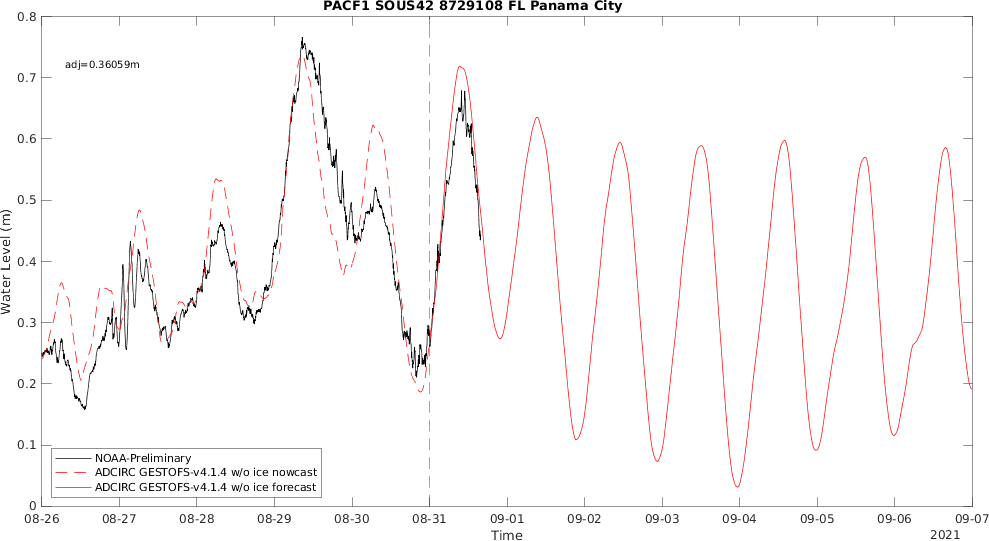 PACF1 SOUS42 8729108 FL Panama City
adj=0.36059m
Water Level (m)
0.8
0.7
0.6
0.5
0.4
0.3
0.2
0.1
0
NOAA-Preliminary
ADCIRC GESTOFS-v4.1.4 w/o ice nowcast
ADCIRC GESTOFS-v4.1.4 w/o ice forecast
08-26 08-27 08-28 08-29 08-30 08-31 09-01 09-02 09-03 09-04 09-05 09-06 09-07
Time
2021